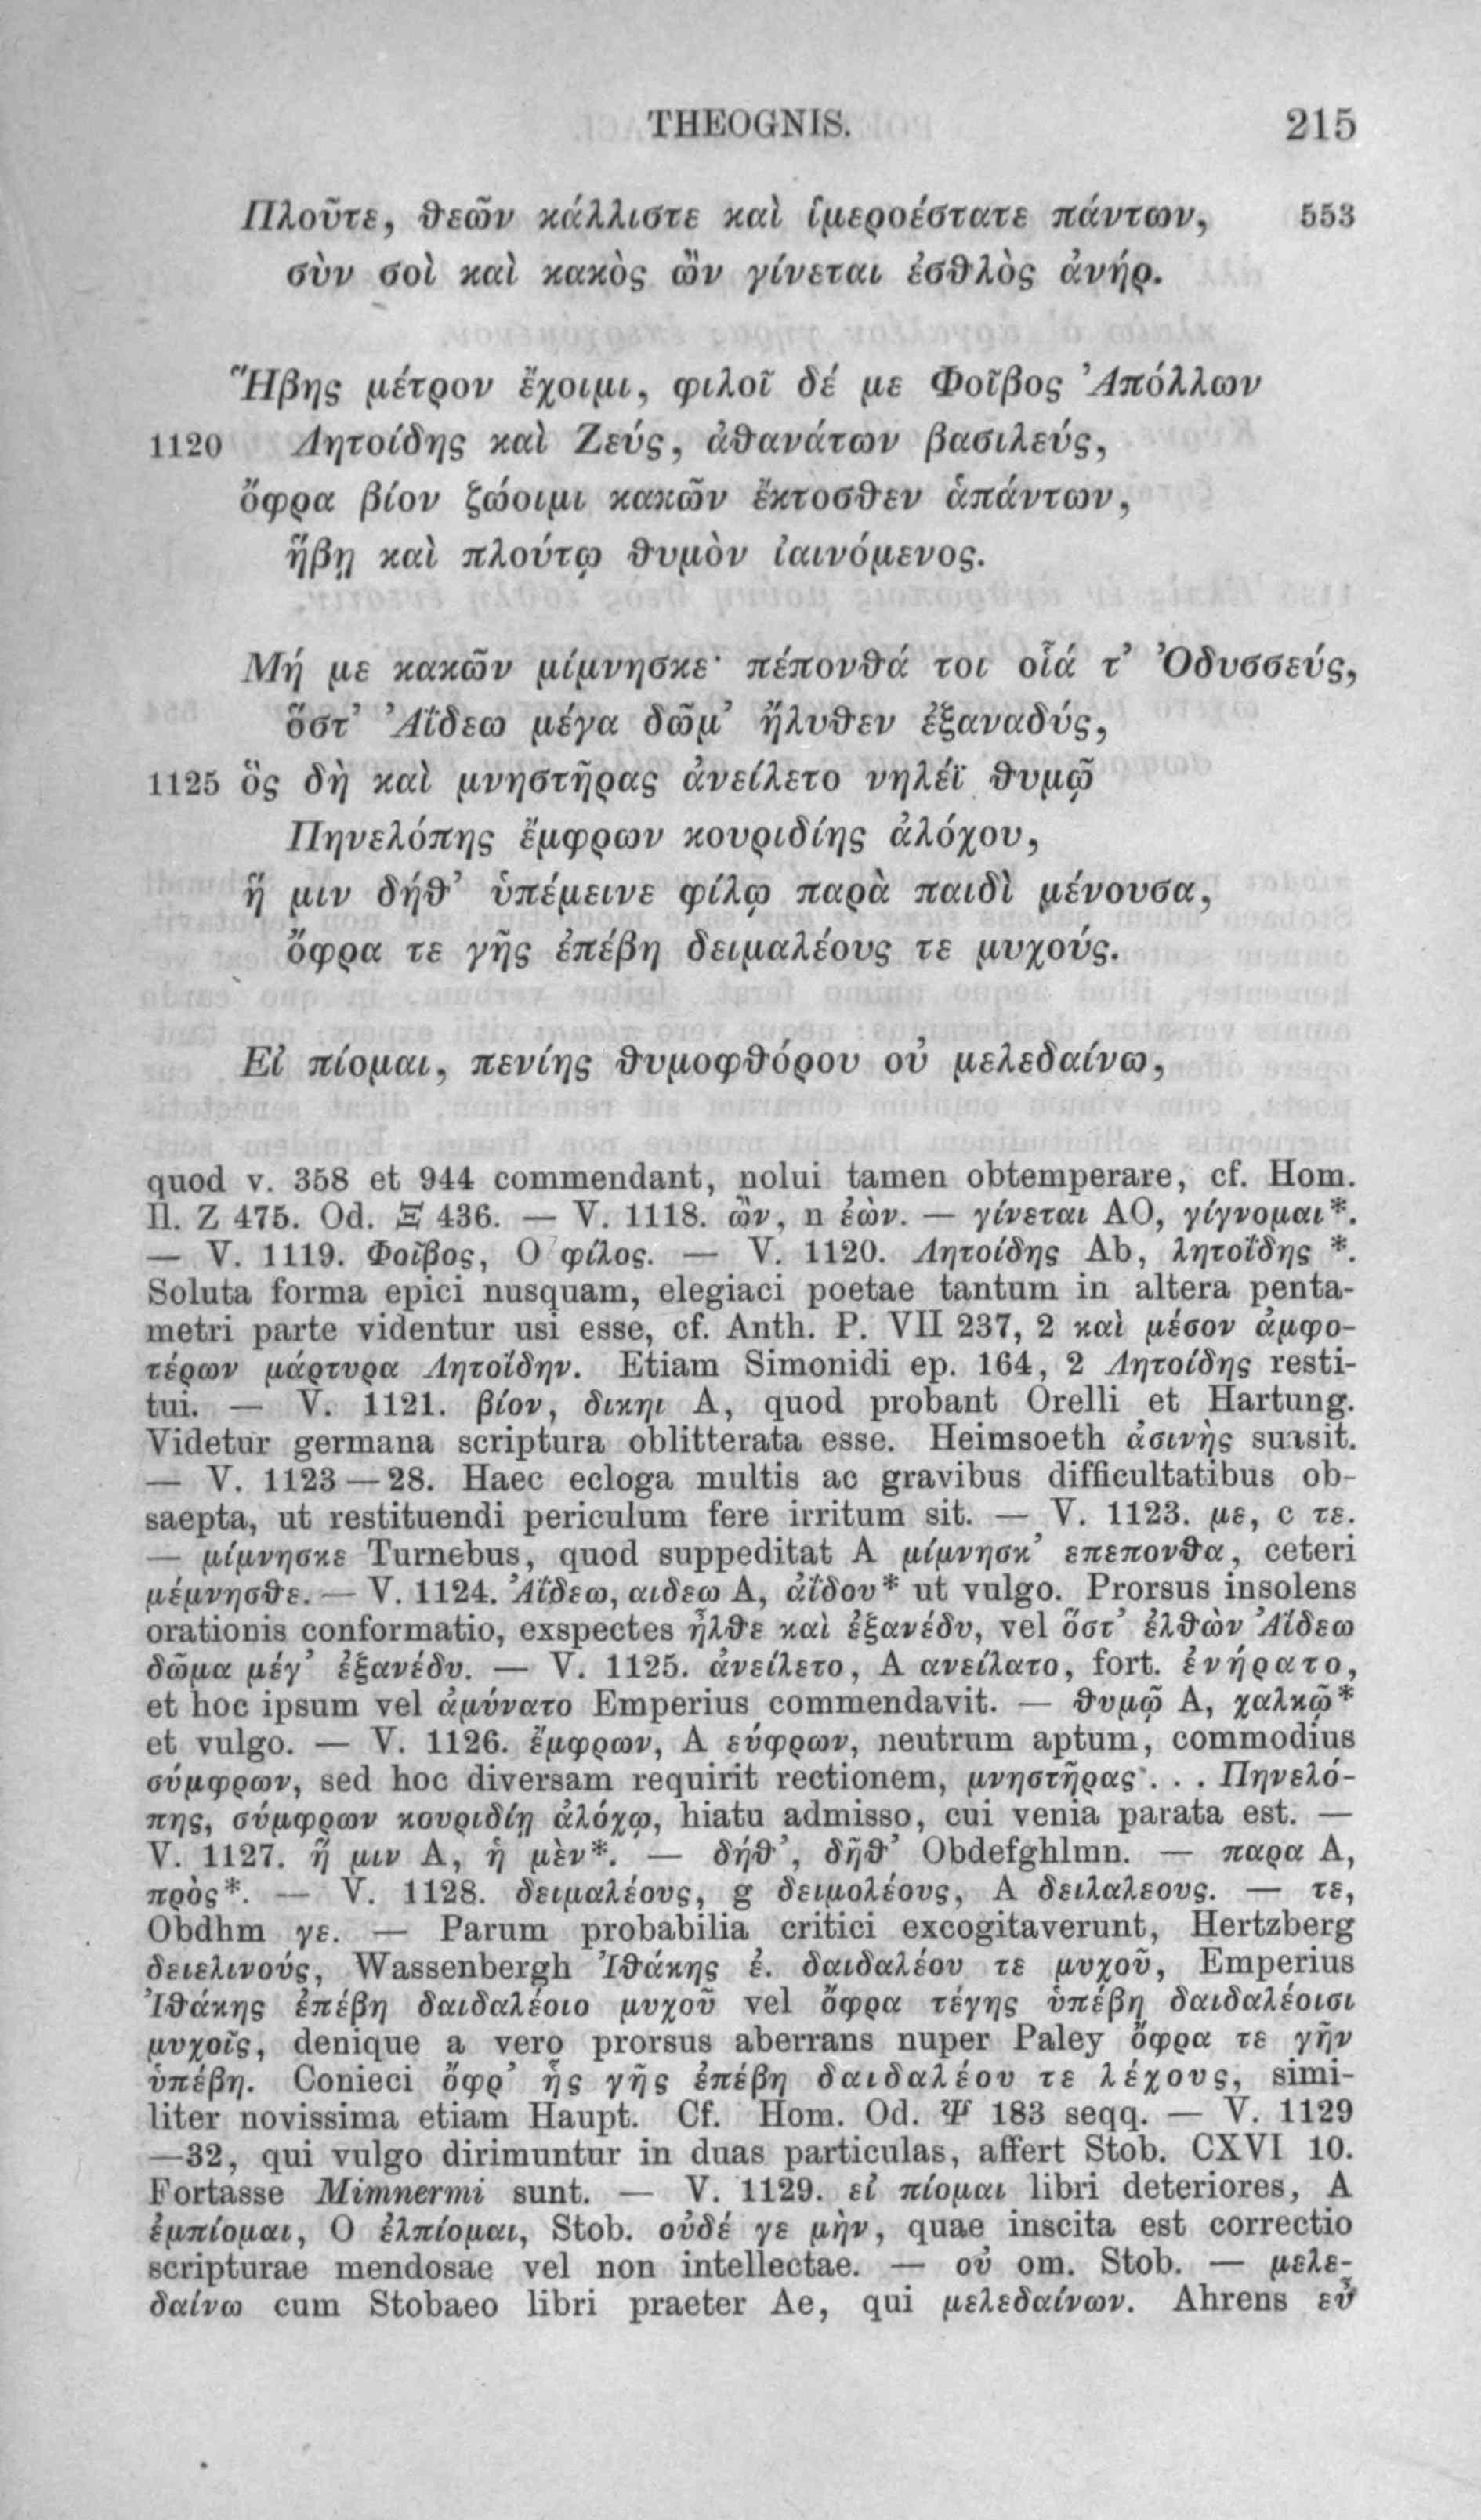 THEOGNIS. 215
Πλοῦτε, θεῶν κάλλιστε καὶ ἱμεροέστατε πάντων, 553
σὺν σοὶ καὶ κακὸς ὢν γίνεται ἐσθλὸς ἀνήρ.
Ἥβης μέτρον ἔχοιμι, φιλοῖ δέ με Φοῖβος Ἀπόλλων
1120 Λητοίδης καὶ Ζεύς, ἀθανάτων βασιλεύς,
ὄφρα βίον ζώοιμι κακῶν ἔκτοσθεν ἁπάντων,
ἥβῃ καὶ πλούτῳ θυμὸν ἰαινόμενος.
Μή με κακῶν μίμνησκε· πέπονθά τοι οἷά τ’ Ὀδυσσεύς,
ὅστ’ Ἀΐδεω μέγα δῶμ’ ἤλυθεν ἐξαναδύς,
1125 ὃς δὴ καὶ μνηστῆρας ἀνείλετο νηλέϊ θυμῷ
Πηνελόπης ἔμφρων κουριδίης ἀλόχου,
ἥ μιν δήθ’ ὑπέμεινε φίλῳ παρὰ παιδὶ μένουσα,
ὄφρα τε γῆς ἐπέβη δειμαλέους τε μυχούς.
Εἰ πίομαι, πενίης θυμοφθόρου οὐ μελεδαίνω,
quod v. 358 et 944 commendant, nolui tamen obtemperare, cf. Hom.
Il. Ζ 475. Od. Ξ 436. — V. 1118. ὢν, n ἐὼν. — γίνεται AO, γίγνομαι*.
— V. 1119. Φοῖβος, O φίλος. — V. 1120. Λητοίδης Ab, λητοΐδης *.
Soluta forma epici nusquam, elegiaci poetae tantum in altera penta-
metri parte videntur usi esse, cf. Anth. P. VII 237, 2 καὶ μέσον ἀμφο-
τέρων μάρτυρα Λητοΐδην. Etiam Simonidi ep. 164, 2 Λητοίδης resti-
tui. — V. 1121. βίον, δικηι A, quod probant Orelli et Hartung.
Videtur germana scriptura oblitterata esse. Heimsoeth ἀσινὴς suasit.
— V. 1123—28. Haec ecloga multis ac gravibus difficultatibus ob-
saepta, ut restituendi periculum fere irritum sit. — V. 1123. με, c τε.
— μίμνησκε Turnebus, quod suppeditat A μίμνησκ’ επεπονθα, ceteri
μέμνησθε. — V. 1124. Ἀΐδεω, αιδεω A, ἀΐδου* ut vulgo. Prorsus insolens
orationis conformatio, exspectes ἦλθε καὶ ἐξανέδυ, vel ὅστ’ ἐλθὼν Ἀΐδεω
δῶμα μέγ’ ἐξανέδυ. — V. 1125. ἀνείλετο, A ανείλατο, fort. ἐνήρατο,
et hoc ipsum vel ἀμύνατο Emperius commendavit. — θυμῷ A, χαλκῷ*
et vulgo. — V. 1126. ἔμφρων, A εύφρων, neutrum aptum, commodius
σύμφρων, sed hoc diversam requirit rectionem, μνηστῆρας . . . Πηνελό-
πης, σύμφρων κουριδίῃ ἀλόχῳ, hiatu admisso, cui venia parata est. —
V. 1127. ἥ μιν A, ἡ μὲν*. — δήθ’, δῆθ’ Obdefghlmn. — παρα A,
πρὸς*. — V. 1128. δειμαλέους, g δειμολέους, A δειλαλεους. — τε,
Obdhm γε. — Parum probabilia critici excogitaverunt, Hertzberg
δειελινούς, Wassenbergh Ἰθάκης ἐ. δαιδαλέου τε μυχοῦ, Emperius
Ἰθάκης ἐπέβη δαιδαλέοιο μυχοῦ vel ὄφρα τέγης ὑπέβη δαιδαλέοισι
μυχοῖς, denique a vero prorsus aberrans nuper Paley ὄφρα τε γῆν
ὑπέβη. Conieci ὄφρ’ ἧς γῆς ἐπέβη δαιδαλέου τε λέχους, simi-
liter novissima etiam Haupt. Cf. Hom. Od. Ψ 183 seqq. — V. 1129
—32, qui vulgo dirimuntur in duas particulas, affert Stob. CXVI 10.
Fortasse Mimnermi sunt. — V. 1129. εἰ πίομαι libri deteriores, A
ἐμπίομαι, O ἐλπίομαι, Stob. οὐδέ γε μὴν, quae inscita est correctio
scripturae mendosae vel non intellectae. — οὐ om. Stob. — μελε-
δαίνω cum Stobaeo libri praeter Ae, qui μελεδαίνων. Ahrens εὖ